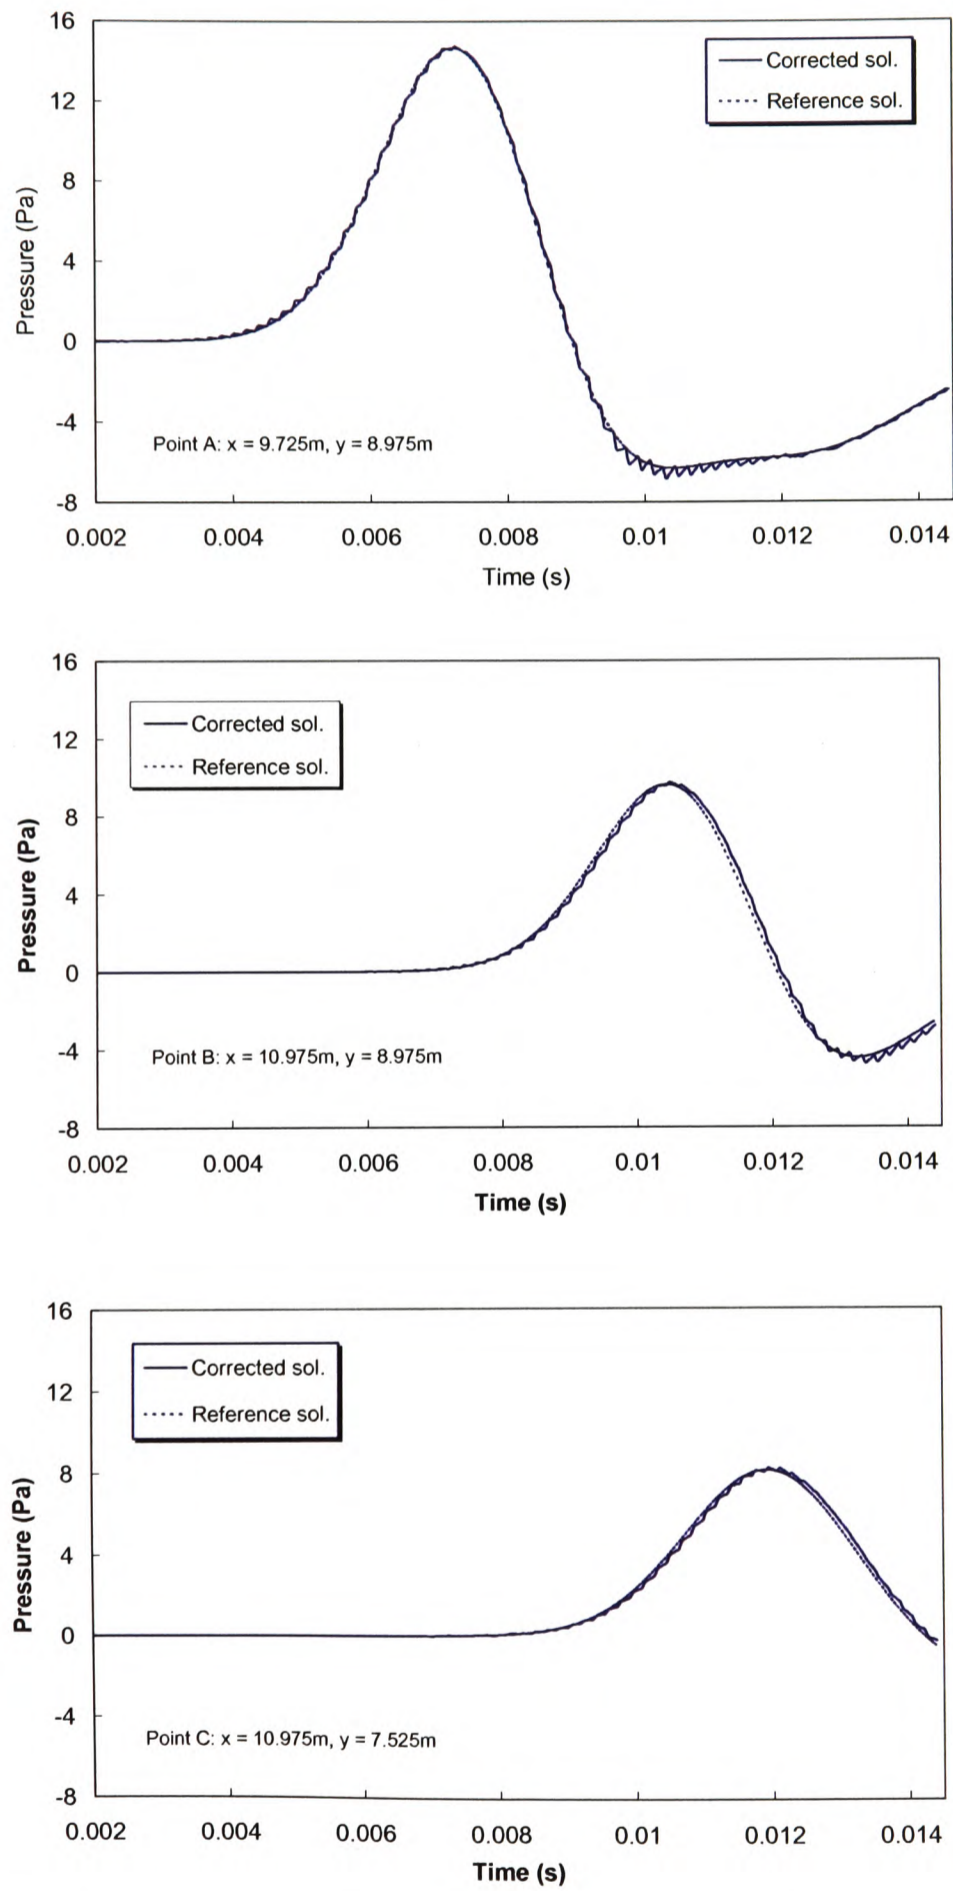 16
12
8
4
0
-4
-8
Pressure (Pa)
Corrected sol.
Reference sol.
Point A: x = 9.725m, y = 8.975m
0.002 0.004 0.006 0.008 0.01 0.012 0.014
Time (s)
16
12
8
4
0
-4
-8
Pressure (Pa)
Corrected sol.
Reference sol.
Point B: x = 10.975m, y = 8.975m
0.002 0.004 0.006 0.008 0.01 0.012 0.014
Time (s)
16
12
8
4
0
-4
-8
Pressure (Pa)
Corrected sol.
Reference sol.
Point C: x = 10.975m, y = 7.525m
0.002 0.004 0.006 0.008 0.01 0.012 0.014
Time (s)